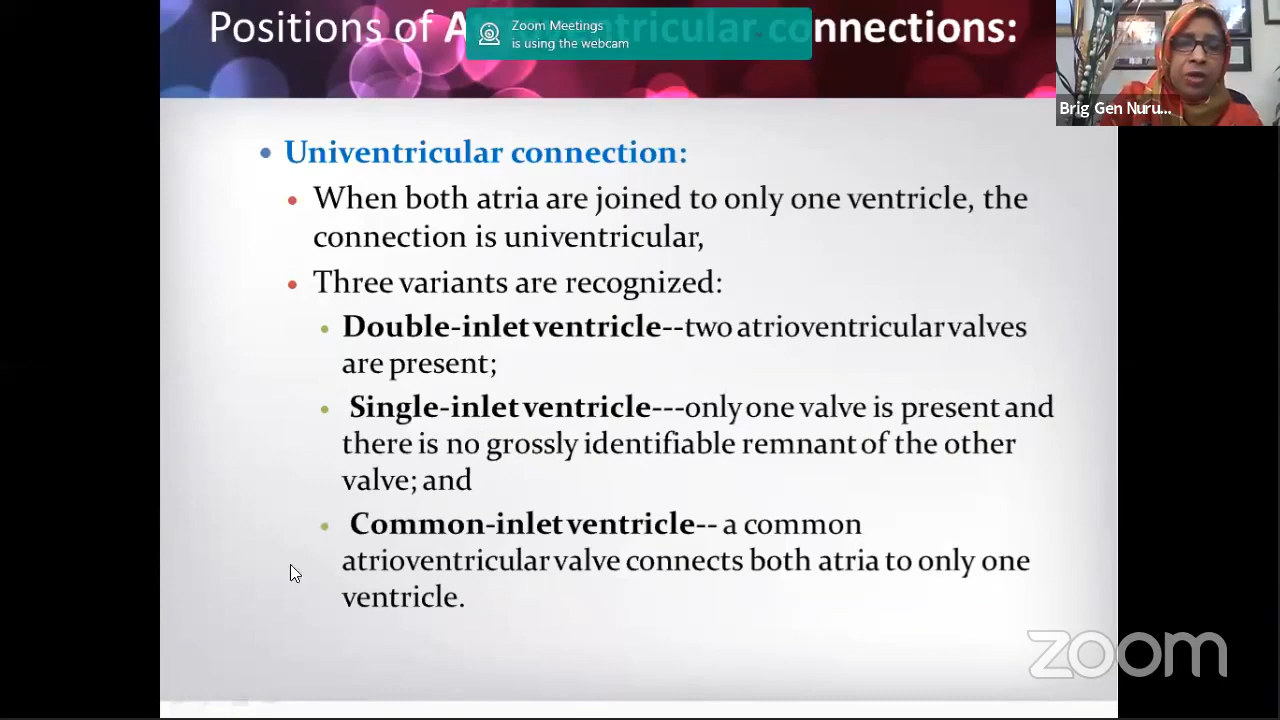 Positions of A ventricular connections:
Zoom Meetings
is using the webcam
Brig Gen Nuru...
Univentricular connection:
When both atria are joined to only one ventricle, the
connection is univentricular,
Three variants are recognized:
Double-inlet ventricle--two atrioventricular valves
are present;
Single-inlet ventricle---only one valve is present and
there is no grossly identifiable remnant of the other
valve; and
Common-inlet ventricle-- a common
atrioventricular valve connects both atria to only one
ventricle.
zoom